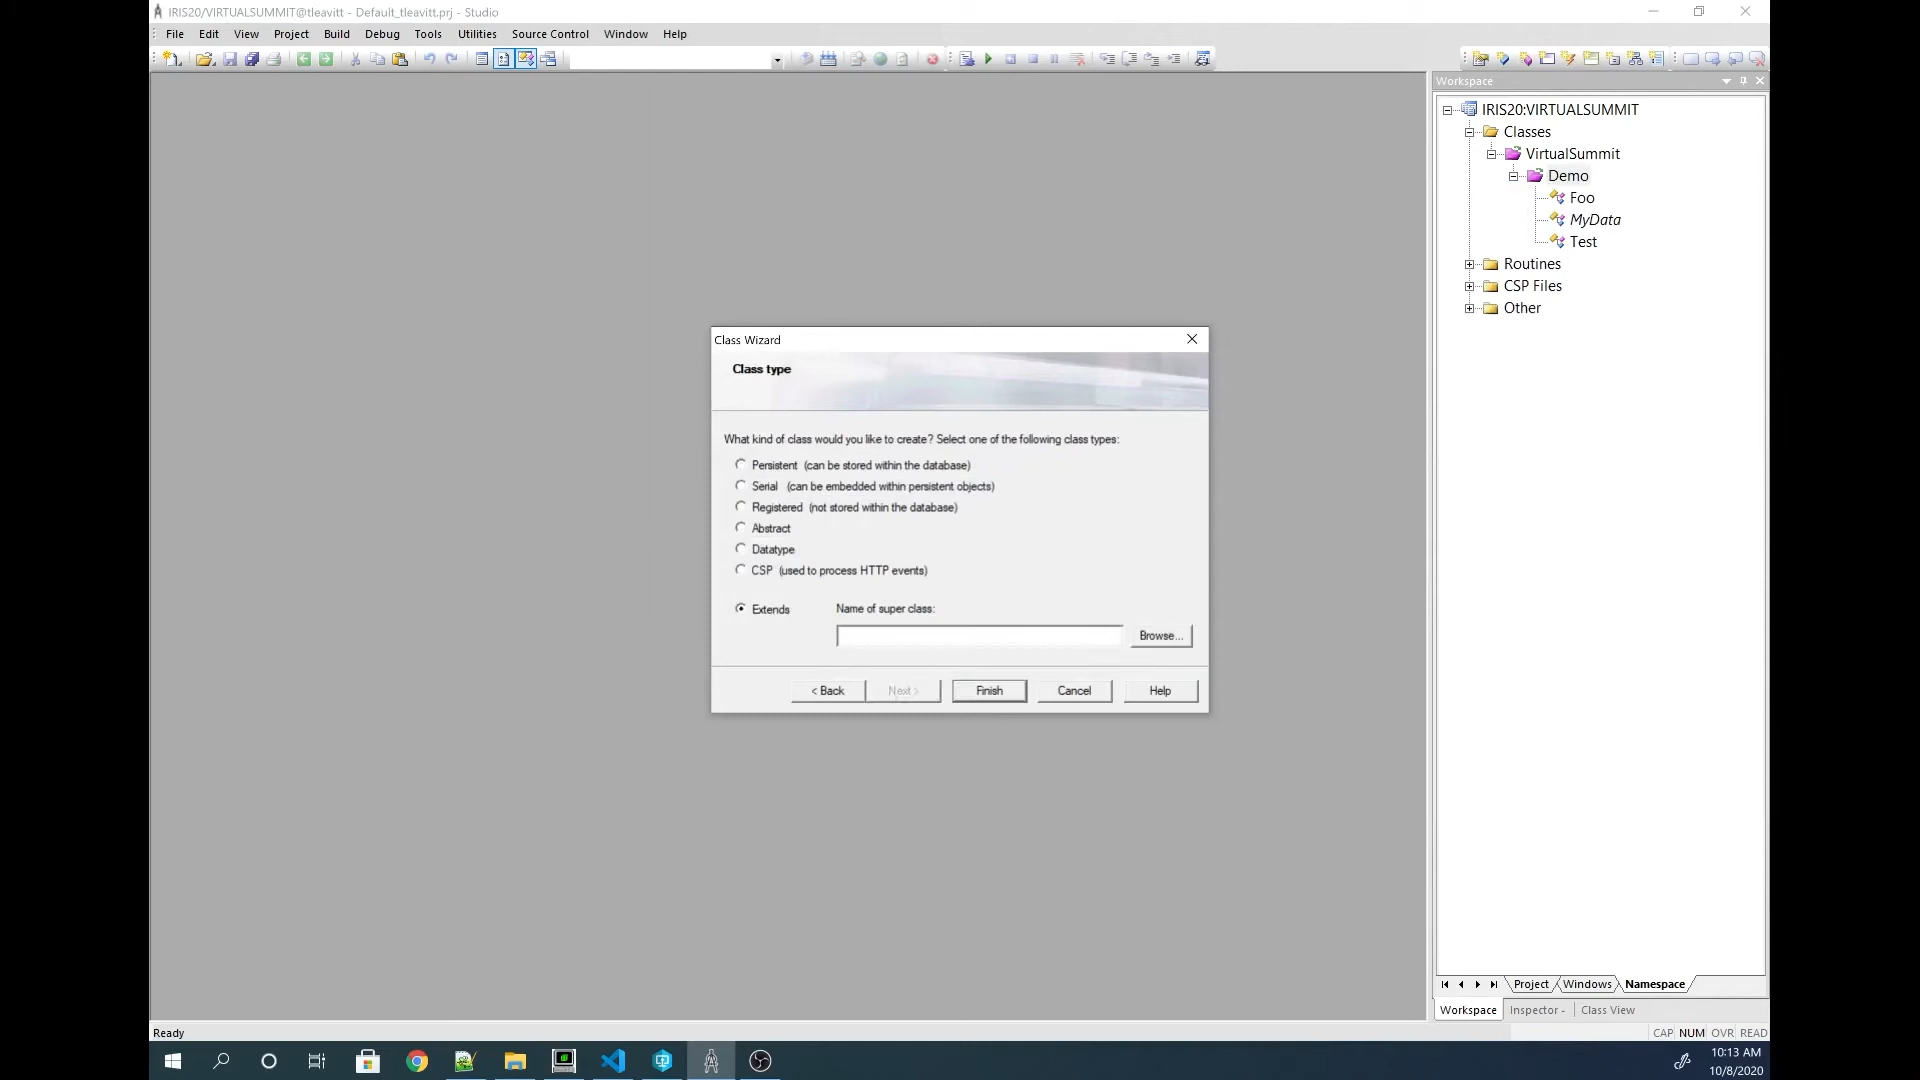 IRIS20/VIRTUALSUMMIT@tleavitt - Default_tleavitt.prj - Studio
File Edit View Project Build Debug Tools Utilities Source Control Window Help
Workspace
IRIS20:VIRTUALSUMMIT
Classes
VirtualSummit
Demo
Foo
MyData
Test
Routines
CSP Files
Other
Class Wizard
Class type
What kind of class would you like to create? Select one of the following class types:
Persistent (can be stored within the database)
Serial (can be embedded within persistent objects)
Registered (not stored within the database)
Abstract
Datatype
CSP (used to process HTTP events)
Extends Name of super class:
Browse...
< Back Next > Finish Cancel Help
Project Windows Namespace
Workspace Inspector - Class View
Ready CAP NUM OVR READ
10:13 AM
10/8/2020